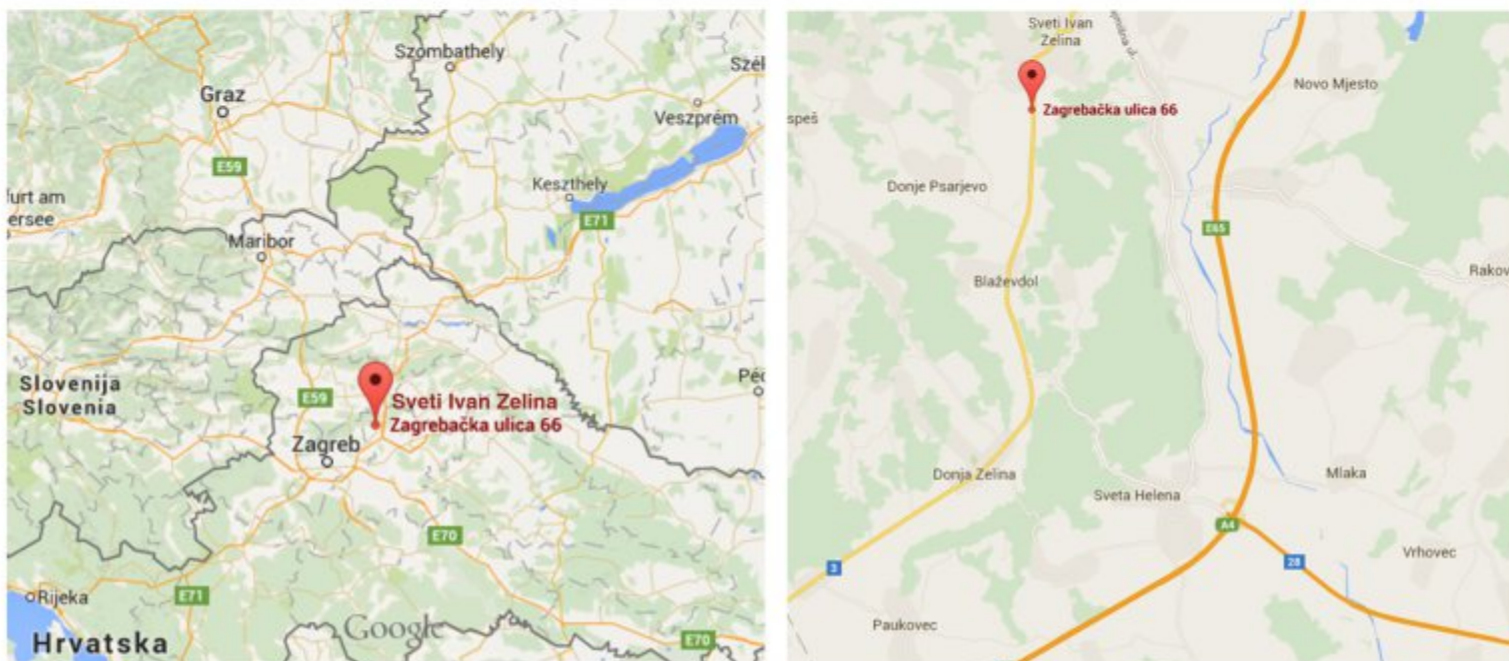 Szombathely
Szél
Graz
Veszprém
E59
Keszthely
furt am
ersee
E71
Maribor
Slovenija
Slovenia
Péc
E59
Sveti Ivan Zelina
Zagrebačka ulica 66
Zagreb
E70
E71
Rijeka
Google
E70
Hrvatska
Sveti Ivan
Zelina
ul.
Novo Mjesto
Zagrebačka ulica 66
speš
Donje Psarjevo
E65
Rakov
Blaževdol
Donja Zelina
Mlaka
Sveta Helena
A4
Vrhovec
28
3
Paukovec